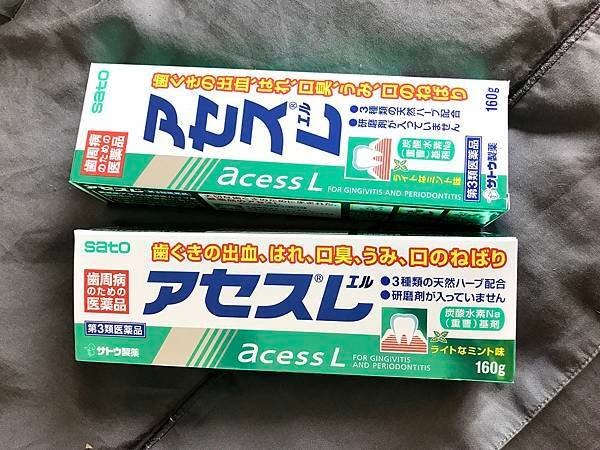 sato
歯ぐきの出血、はれ、口臭、うみ、口のねばり
歯周病
のための
医薬品
アセスL
エル
®
●3種類の天然ハーブ配合
●研磨剤が入っていません
160g
炭酸水素Na
(重曹)基剤
ライトなミント味
第3類医薬品
サトウ製薬
acess L
FOR GINGIVITIS AND PERIODONTITIS
sato
歯ぐきの出血、はれ、口臭、うみ、口のねばり
歯周病
のための
医薬品
第3類医薬品
サトウ製薬
アセスL
エル
®
●3種類の天然ハーブ配合
●研磨剤が入っていません
炭酸水素Na
(重曹)基剤
ライトなミント味
acess L
FOR GINGIVITIS
AND PERIODONTITIS
160g